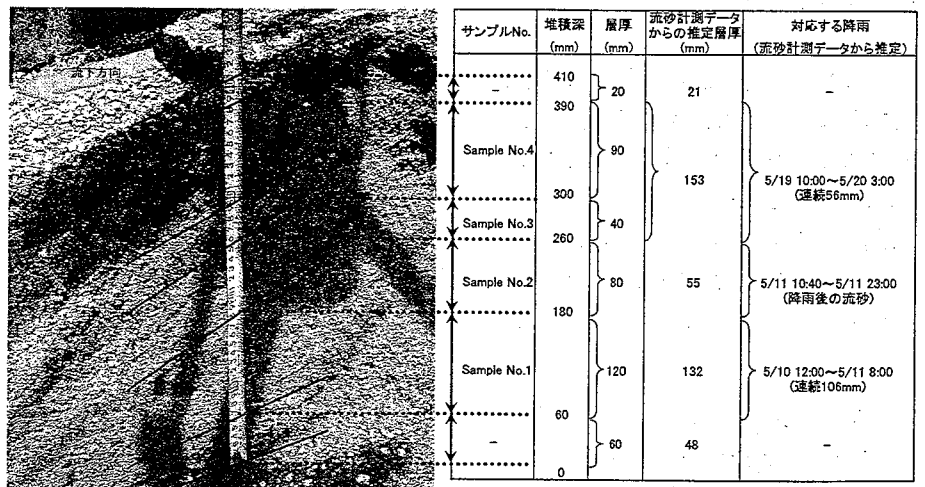 流下方向
サンプルNo.
堆積深
(mm)
層厚
(mm)
流砂計測データ
からの推定層厚
(mm)
対応する降雨
(流砂計測データから推定)
410
− 20 21 −
390
Sample No.4 90
153 5/19 10:00～5/20 3:00
(連続56mm)
300
Sample No.3 40
260
Sample No.2 80 55 5/11 10:40～5/11 23:00
(降雨後の流砂)
180
Sample No.1 120 132 5/10 12:00～5/11 8:00
(連続106mm)
60
− 60 48 −
0